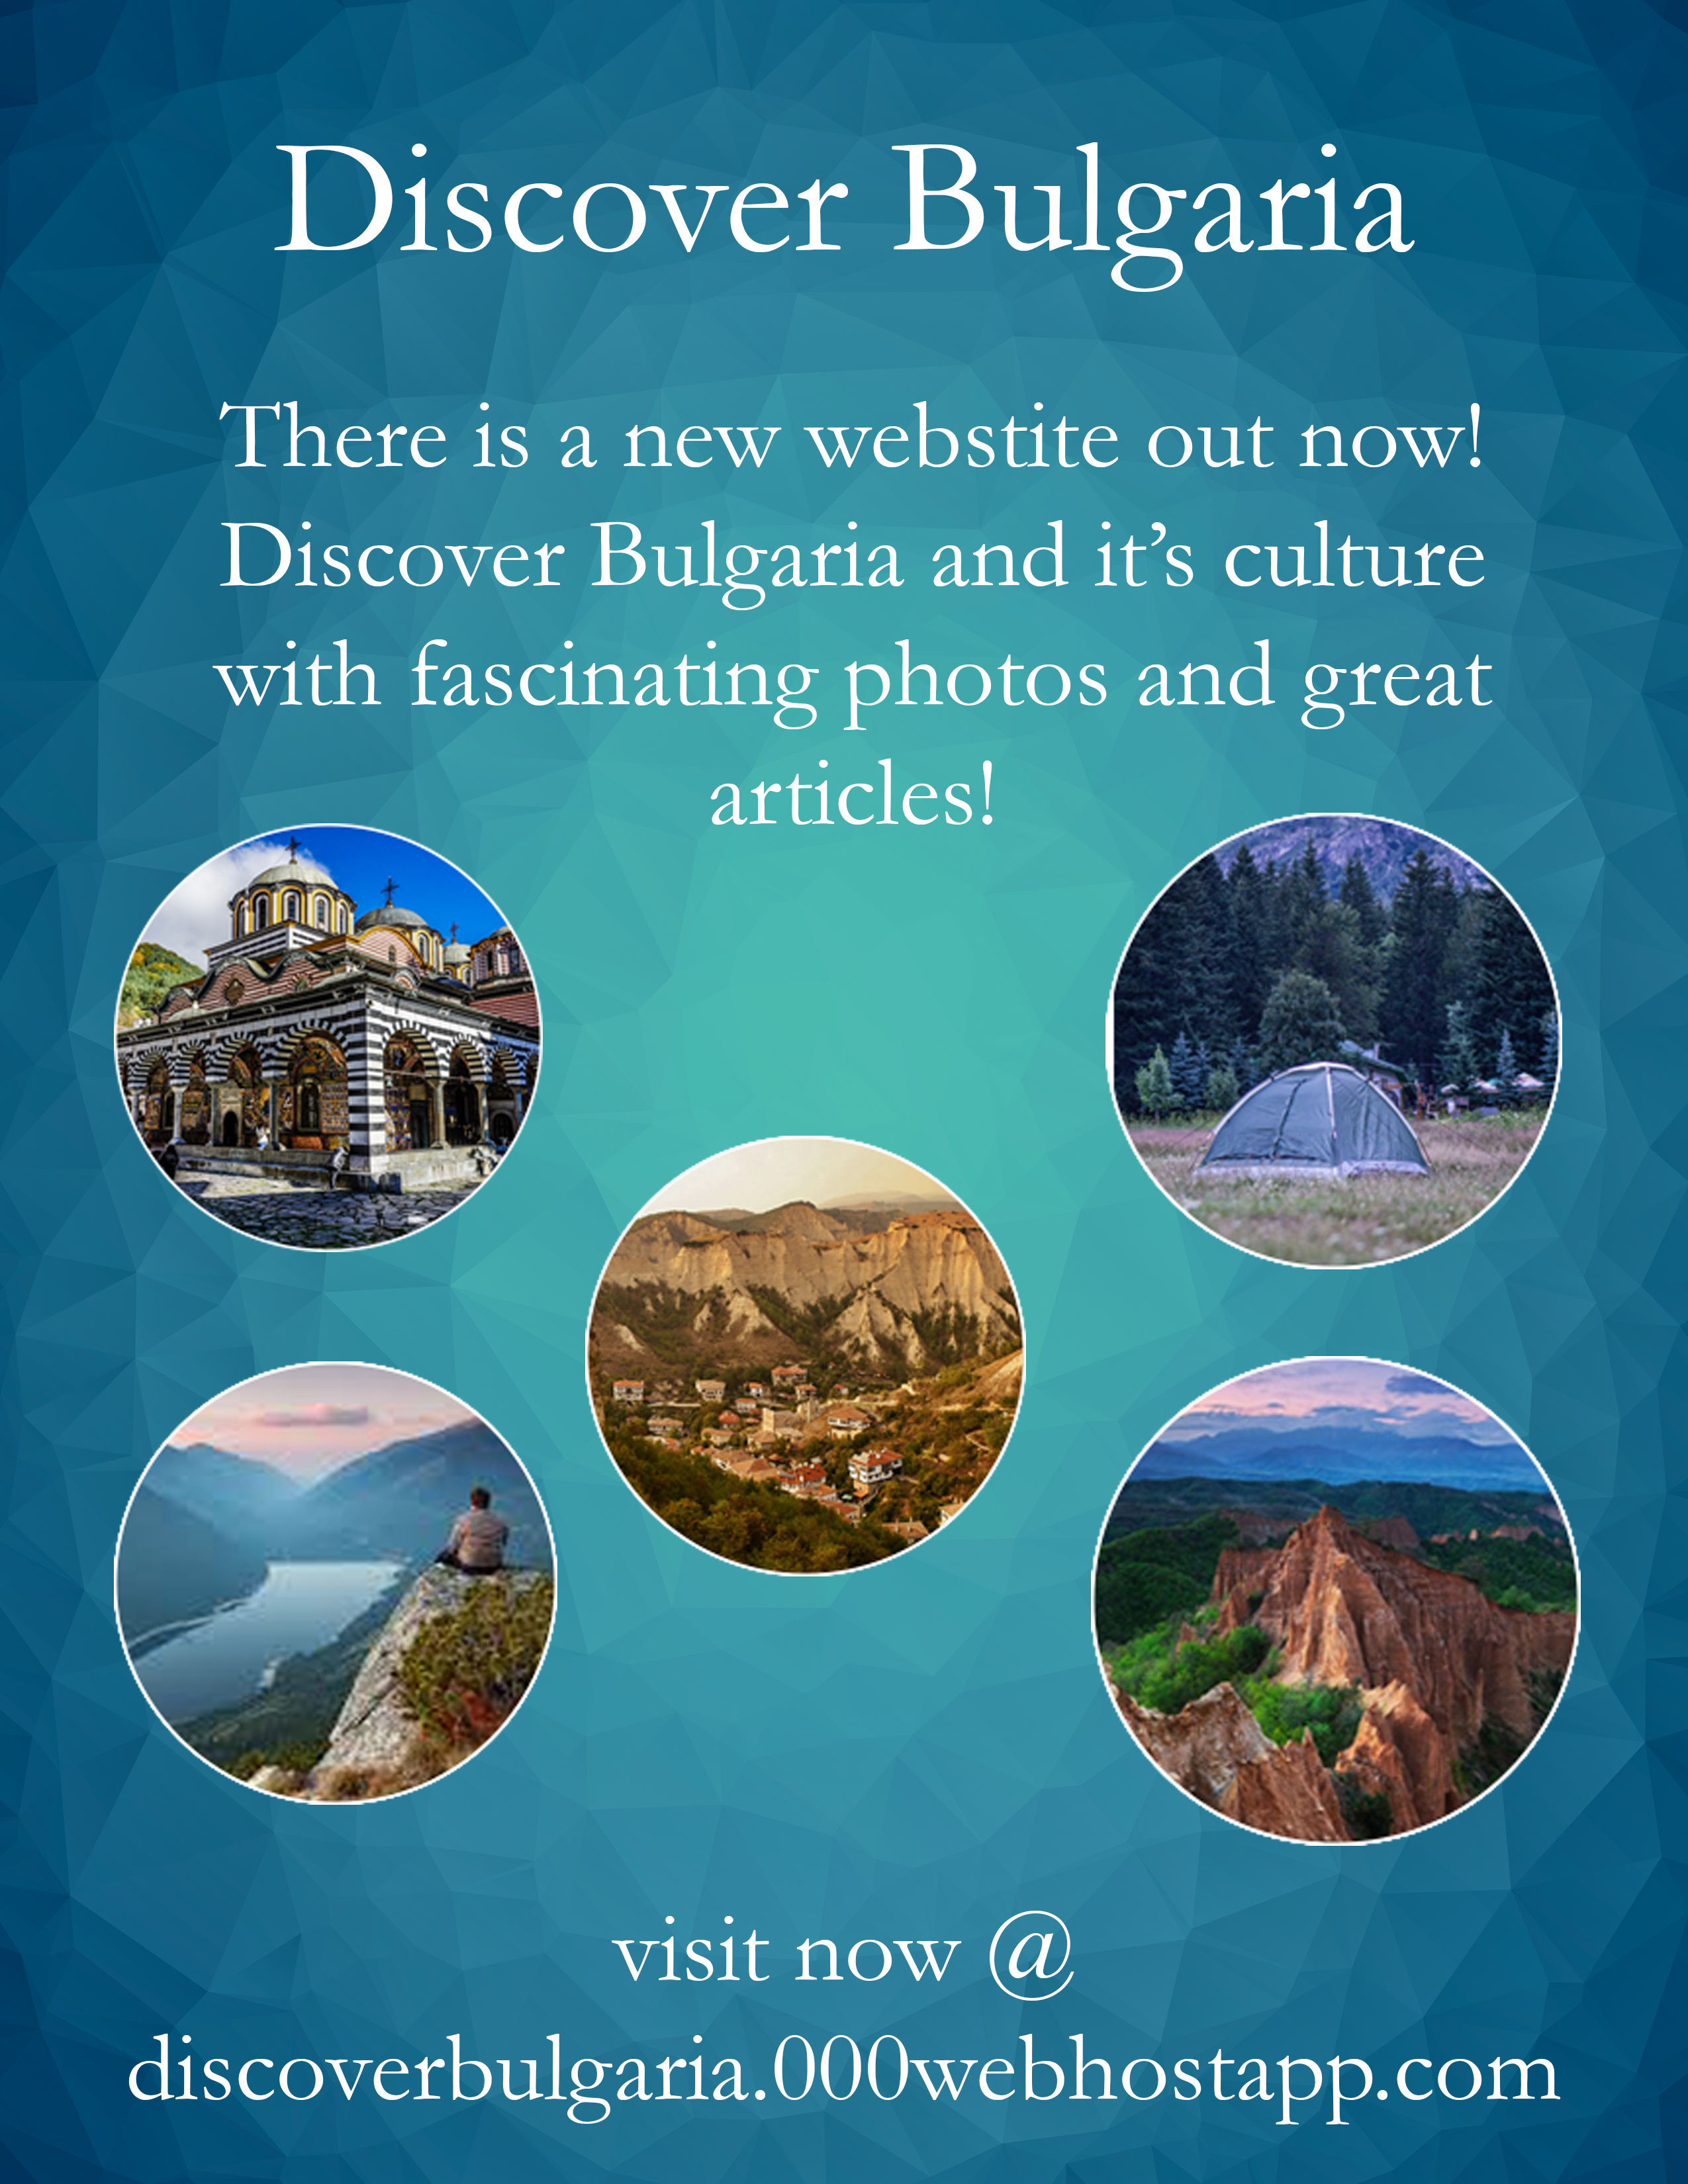 Discover Bulgaria
There is a new webstite out now!
Discover Bulgaria and it’s culture
with fascinating photos and great
articles!
visit now @
discoverbulgaria.000webhostapp.com